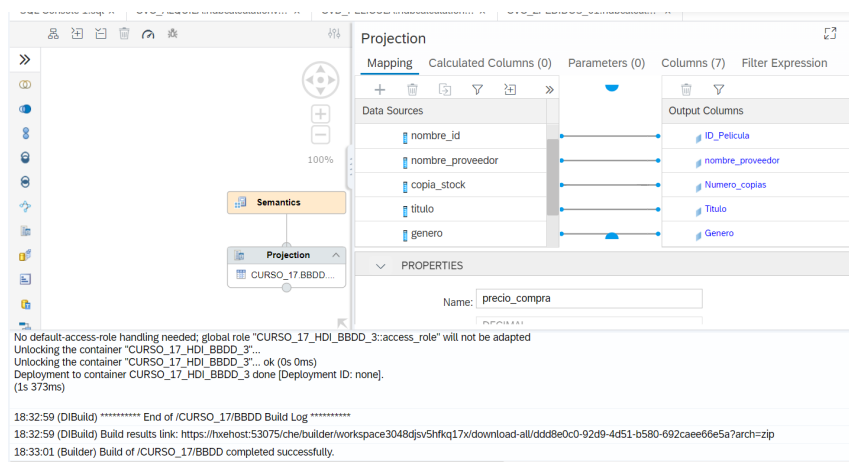 Projection
Mapping Calculated Columns (0) Parameters (0) Columns (7) Filter Expression
Data Sources Output Columns
nombre_id ID_Pelicula
nombre_proveedor nombre_proveedor
copia_stock Numero_copias
titulo Titulo
genero Genero
100%
Semantics
Projection
CURSO_17.BBDD....
PROPERTIES
Name: precio_compra
DECIMAL
No default-access-role handling needed; global role "CURSO_17_HDI_BBDD_3::access_role" will not be adapted
Unlocking the container "CURSO_17_HDI_BBDD_3"...
Unlocking the container "CURSO_17_HDI_BBDD_3"... ok (0s 0ms)
Deployment to container CURSO_17_HDI_BBDD_3 done [Deployment ID: none].
(1s 373ms)
18:32:59 (DIBuild) ********** End of /CURSO_17/BBDD Build Log **********
18:32:59 (DIBuild) Build results link: https://hxehost:53075/che/builder/workspace3048djsv5hfkq17x/download-all/ddd8e0c0-92d9-4d51-b580-692caee66e5a?arch=zip
18:33:01 (Builder) Build of /CURSO_17/BBDD completed successfully.